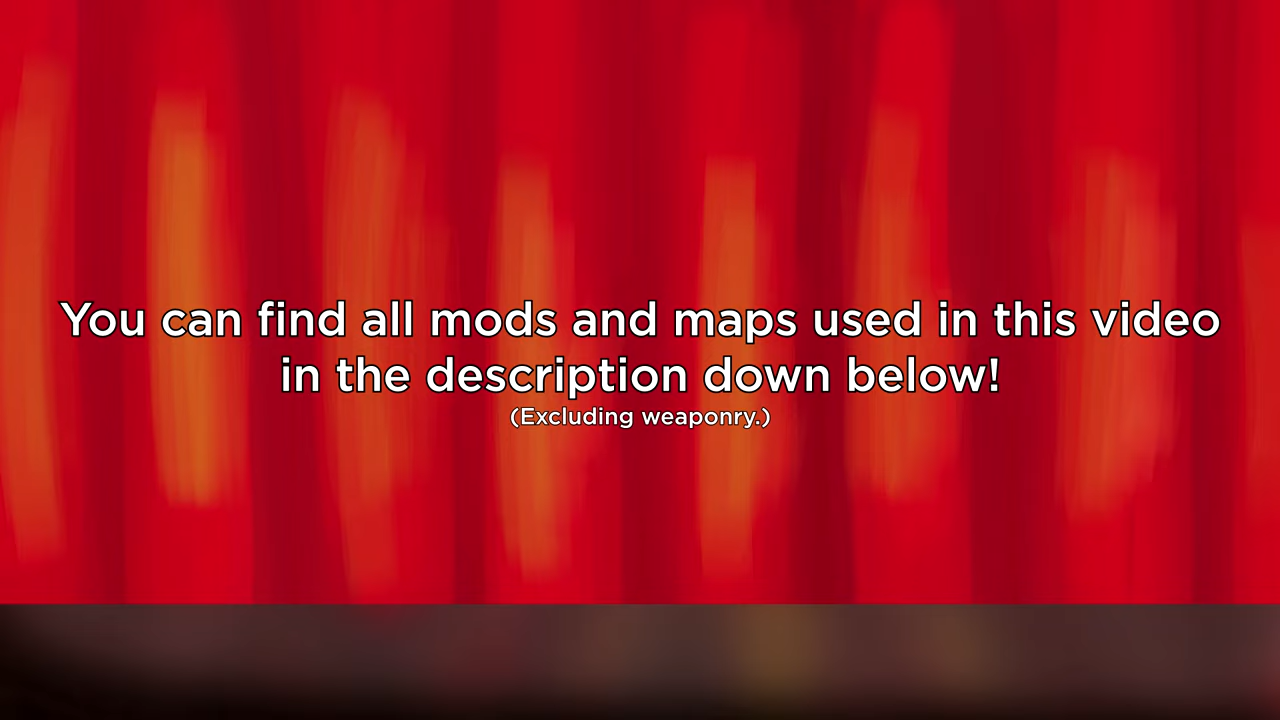 You can find all mods and maps used in this video
in the description down below!
(Excluding weaponry.)